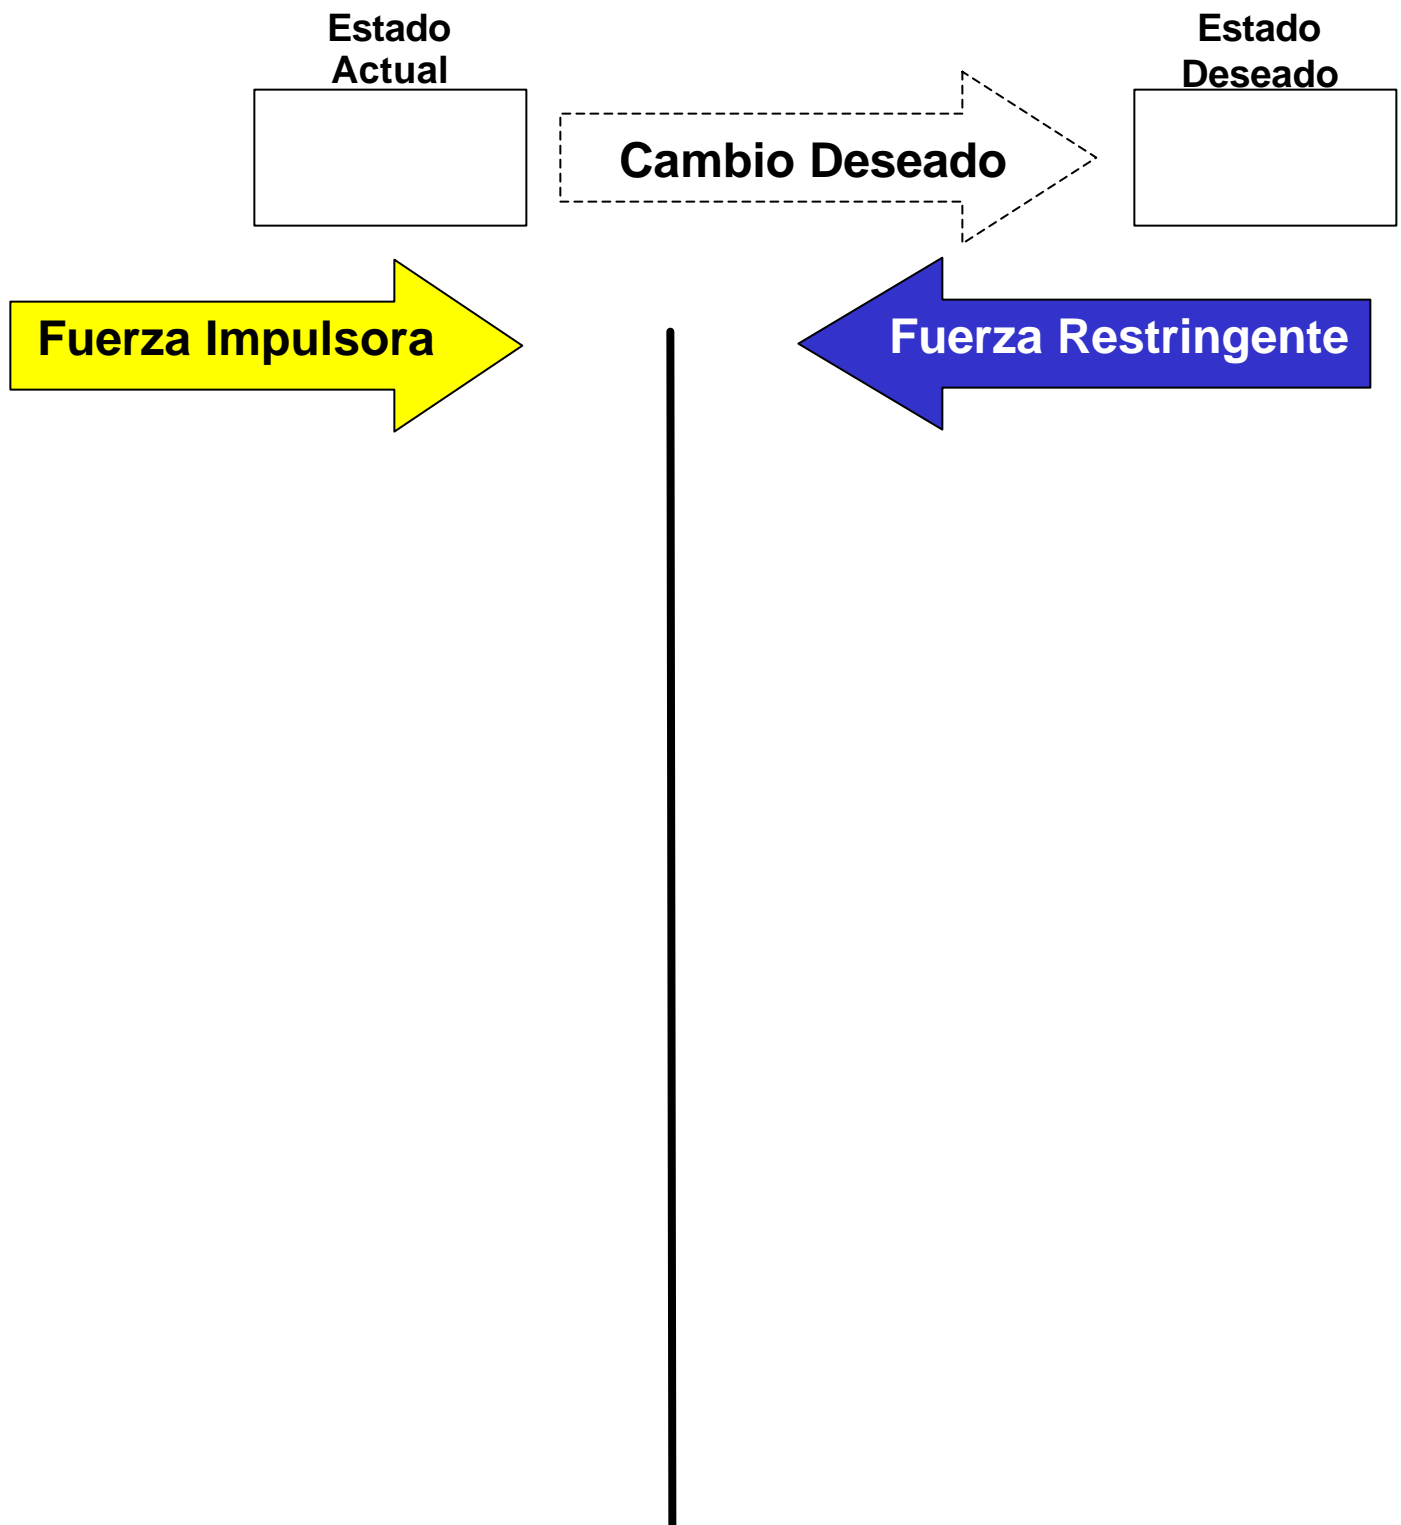 Estado
Actual
Estado
Deseado
Cambio Deseado
Fuerza Impulsora
Fuerza Restringente